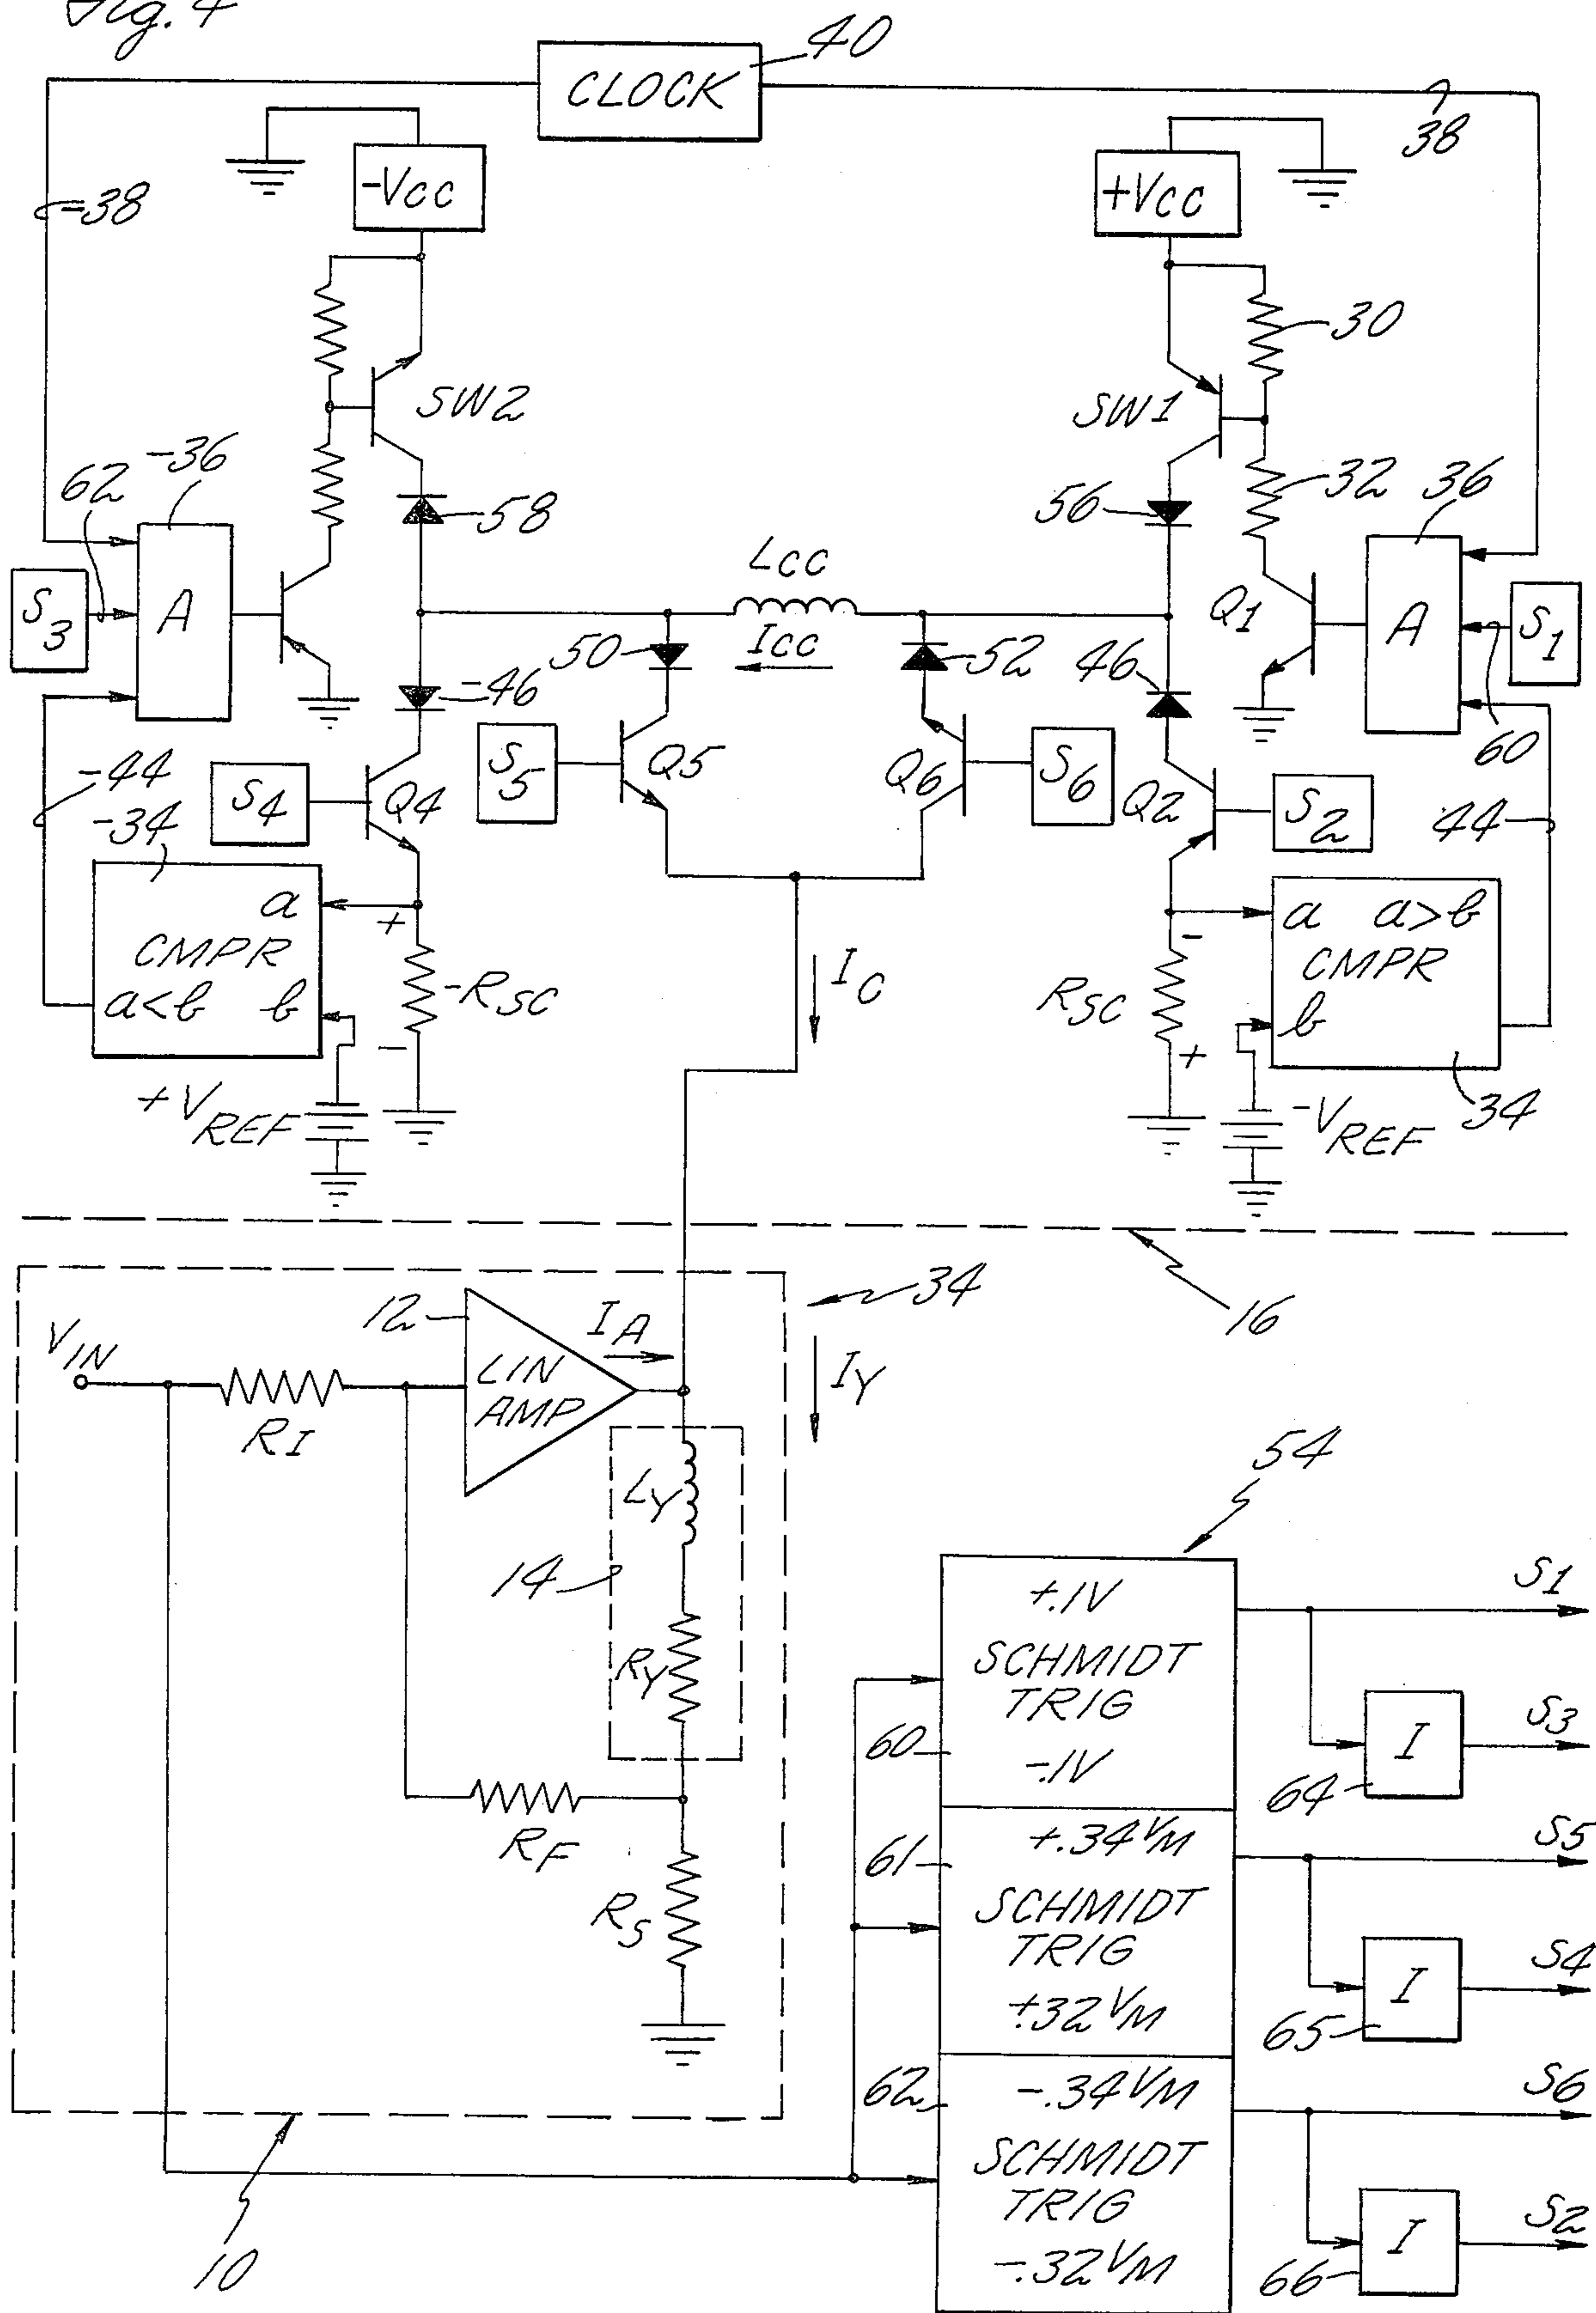 Fig. 4
CLOCK
40
38
-38
-Vcc
+Vcc
30
SW2
SW1
62
-36
58
56
32
36
S3
A
Lcc
Icc
50
52
46
Q1
A
S1
-46
60
-44
S4
Q4
S5
Q5
Q6
S6
Q2
S2
44
-34
a
CMPR
a<b b
+
-RSC
-
+VREF
IC
RSC
-
+
a a>b
CMPR
b
-VREF
34
16
34
12
IA
VIN
LIN
AMP
IY
RI
LY
14
RY
RF
RS
10
54
+.1V
SCHMIDT
TRIG
-.1V
60
S1
I
S3
64
+.34VM
61
SCHMIDT
TRIG
+.32VM
S5
I
S4
65
62
-.34VM
SCHMIDT
TRIG
-.32VM
S6
I
S2
66